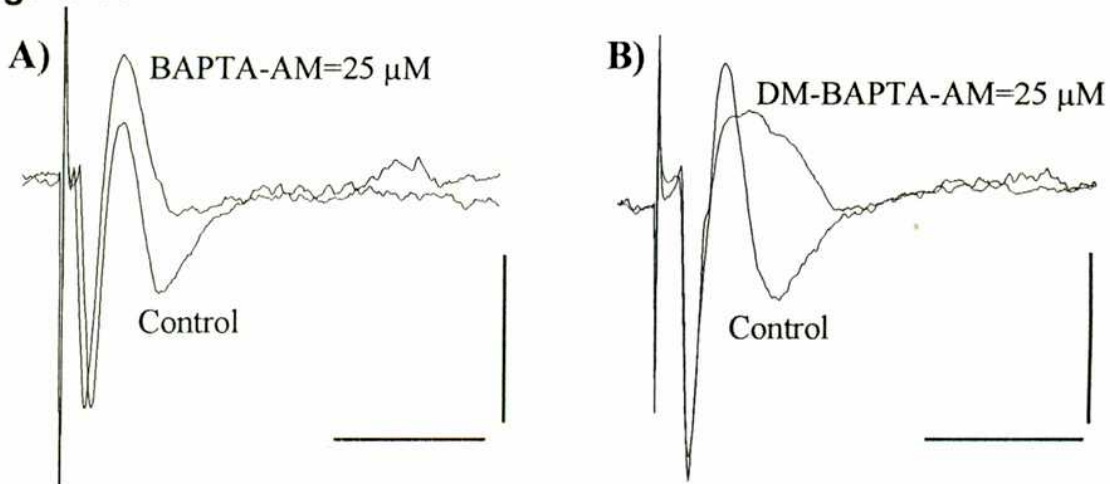 A)
BAPTA-AM=25 μM
Control
B)
DM-BAPTA-AM=25 μM
Control